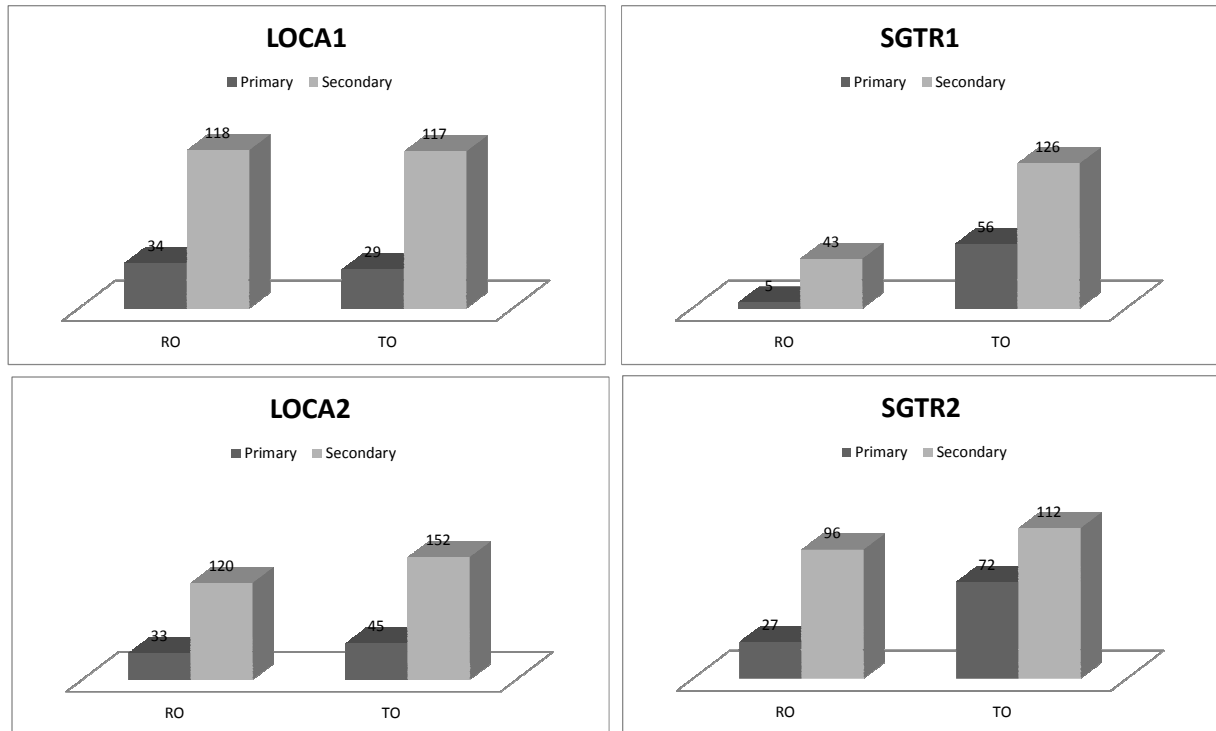 LOCA1
Primary Secondary
118
117
34
29
RO TO
SGTR1
Primary Secondary
126
56
43
5
RO TO
LOCA2
Primary Secondary
152
120
45
33
RO TO
SGTR2
Primary Secondary
112
96
72
27
RO TO